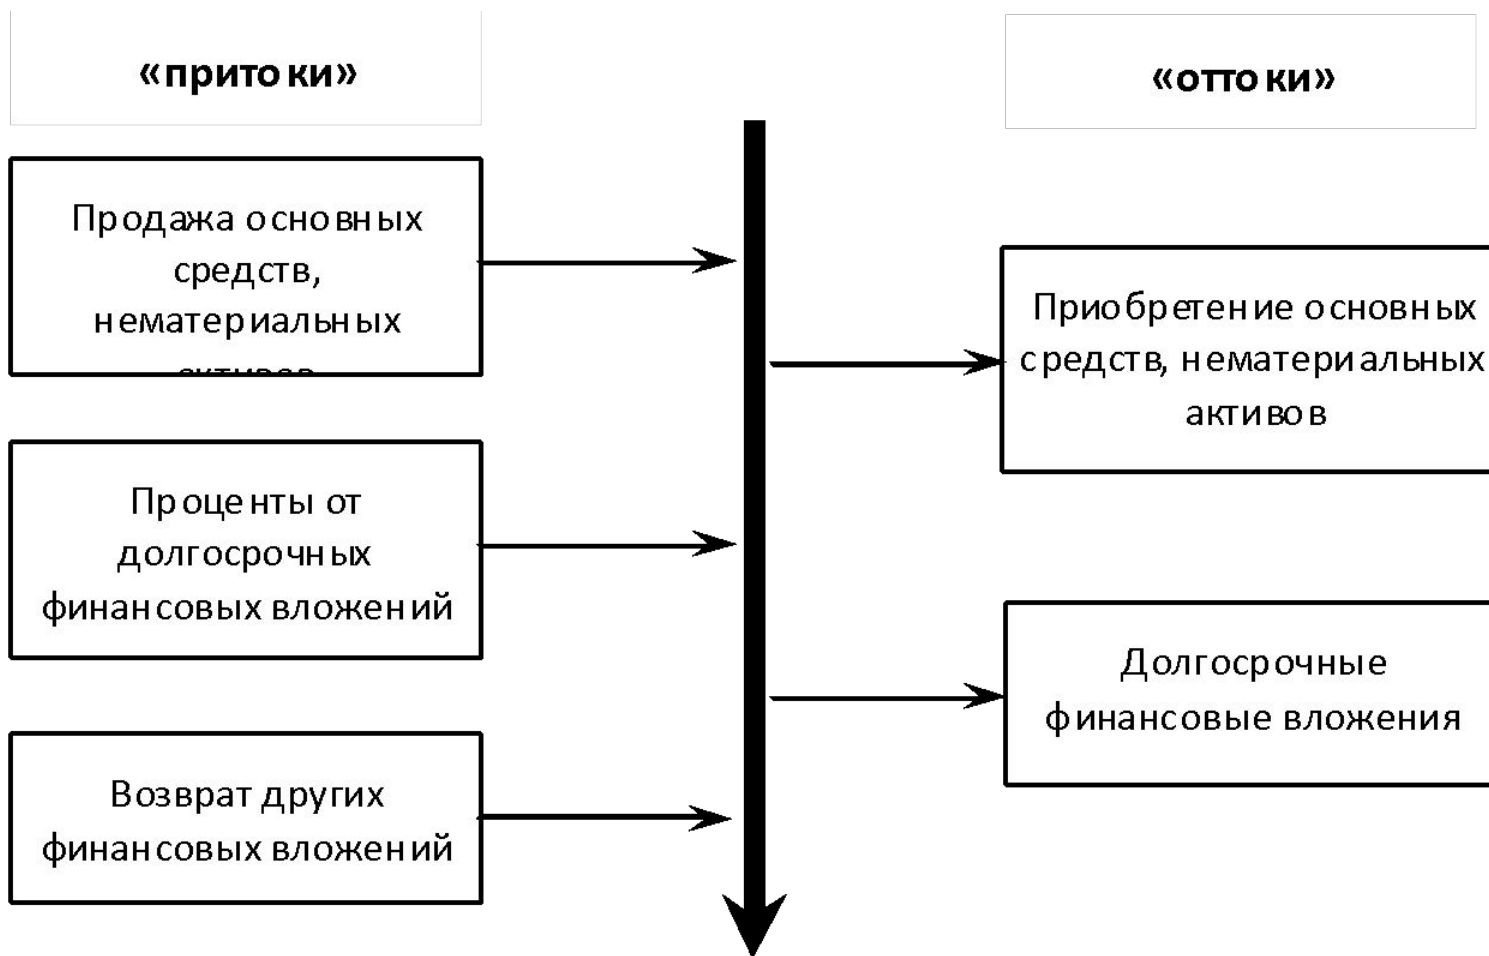 «притоки»
«оттоки»
Продажа основных
средств,
нематериальных
активов
Приобретение основных
средств, нематериальных
активов
Проценты от
долгосрочных
финансовых вложений
Долгосрочные
финансовые вложения
Возврат других
финансовых вложений